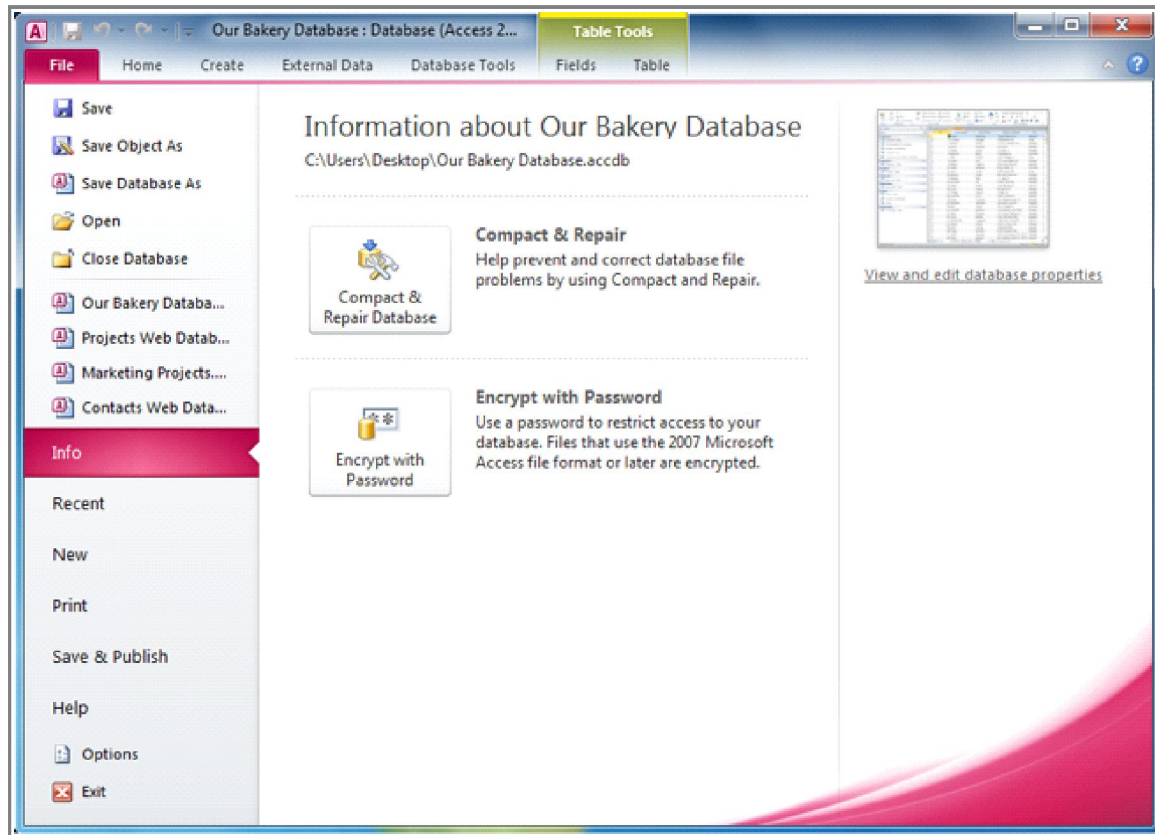 Our Bakery Database : Database (Access 2...
Table Tools
File
Home
Create
External Data
Database Tools
Fields
Table
Save
Save Object As
Save Database As
Open
Close Database
Our Bakery Databa...
Projects Web Datab...
Marketing Projects....
Contacts Web Data...
Info
Recent
New
Print
Save & Publish
Help
Options
Exit
Information about Our Bakery Database
C:\Users\Desktop\Our Bakery Database.accdb
Compact &
Repair Database
Compact & Repair
Help prevent and correct database file
problems by using Compact and Repair.
Encrypt with
Password
Encrypt with Password
Use a password to restrict access to your
database. Files that use the 2007 Microsoft
Access file format or later are encrypted.
View and edit database properties